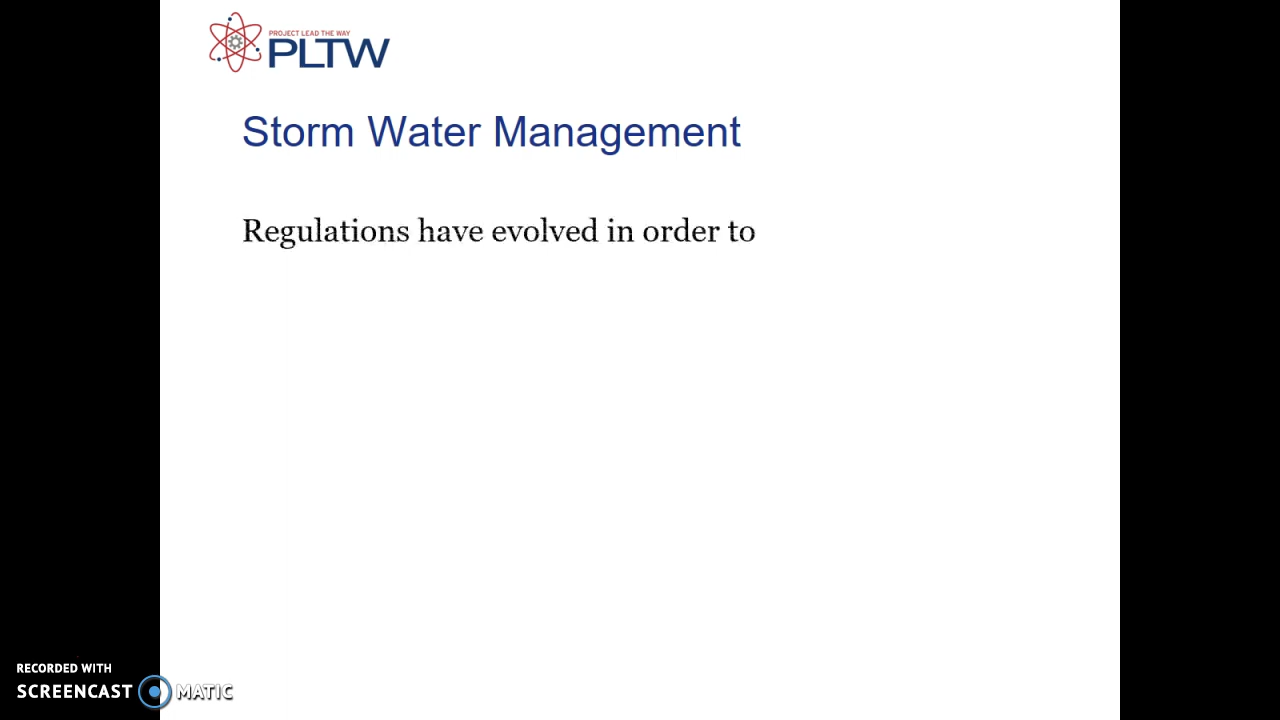 PROJECT LEAD THE WAY
PLTW
Storm Water Management
Regulations have evolved in order to
RECORDED WITH
SCREENCAST MATIC